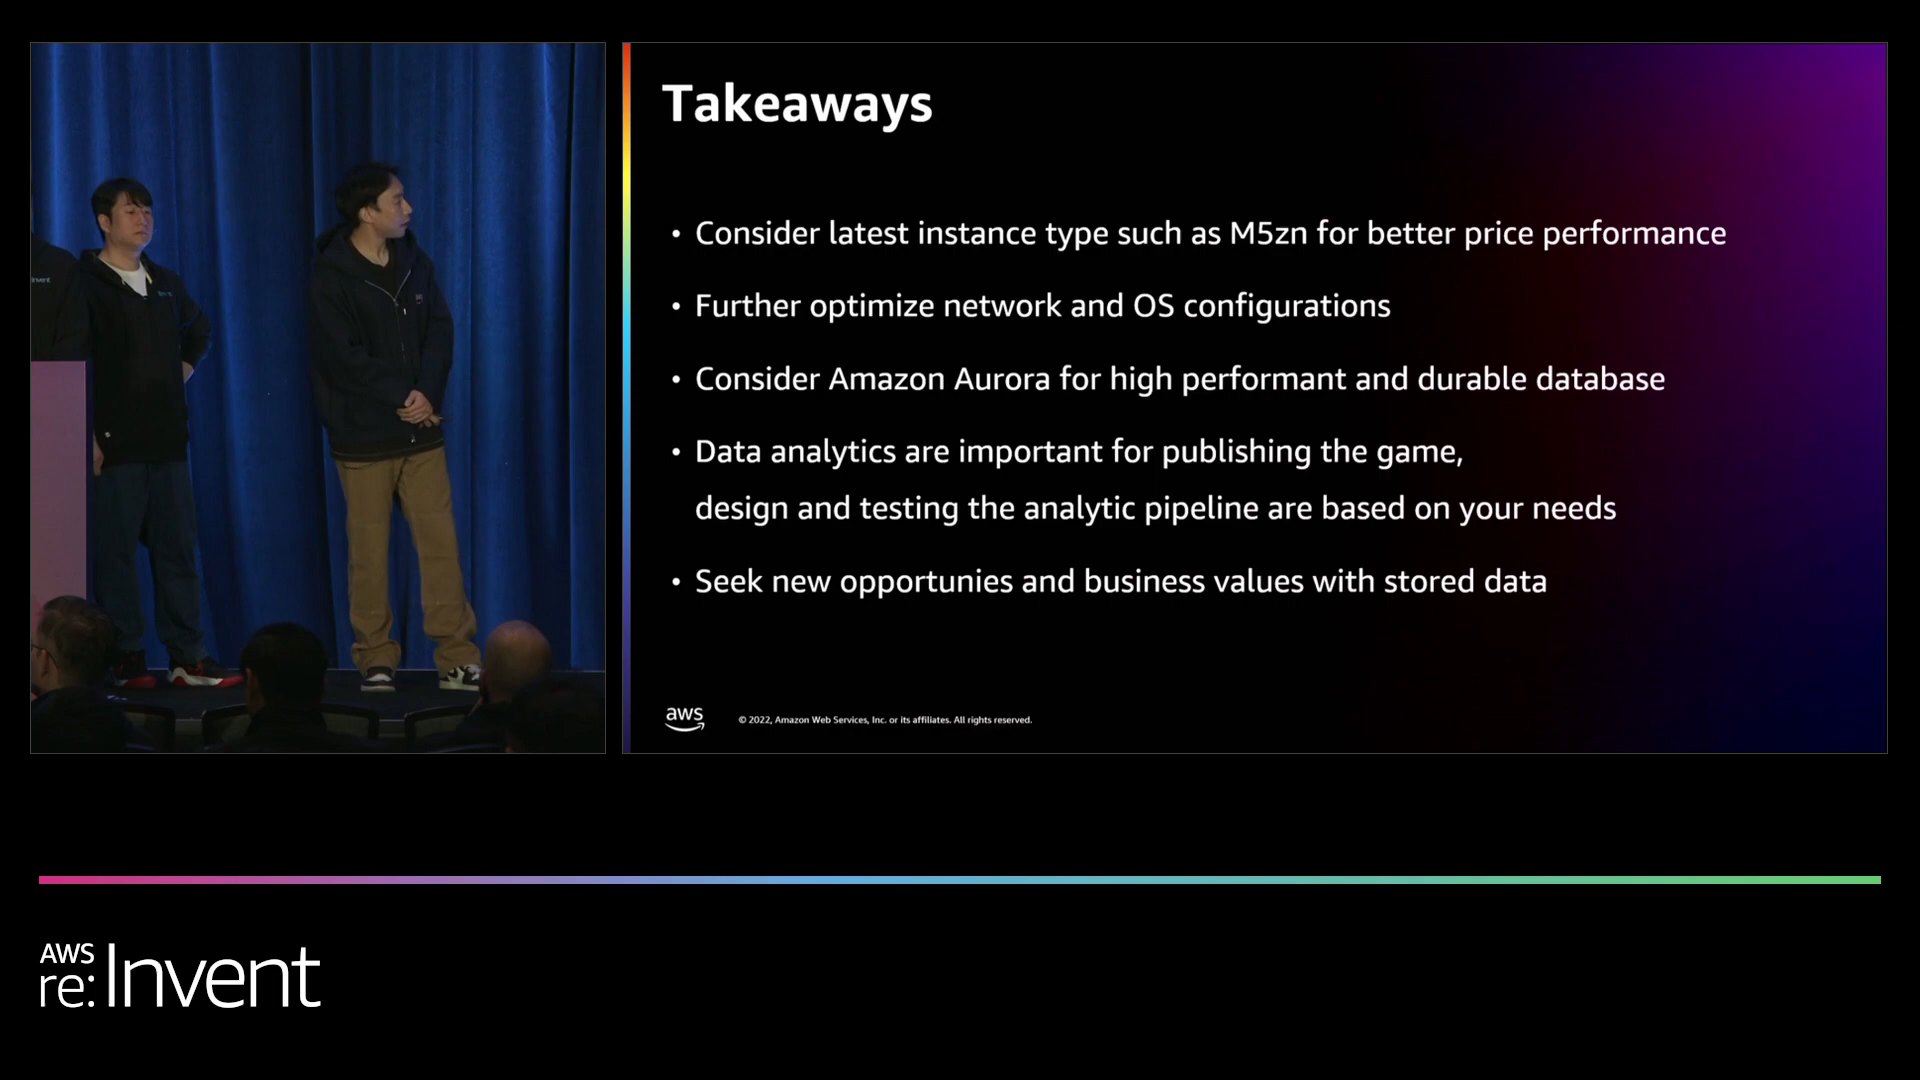 Takeaways
• Consider latest instance type such as M5zn for better price performance
• Further optimize network and OS configurations
• Consider Amazon Aurora for high performant and durable database
• Data analytics are important for publishing the game,
design and testing the analytic pipeline are based on your needs
• Seek new opportunies and business values with stored data
aws
© 2022, Amazon Web Services, Inc. or its affiliates. All rights reserved.
AWS
re:Invent